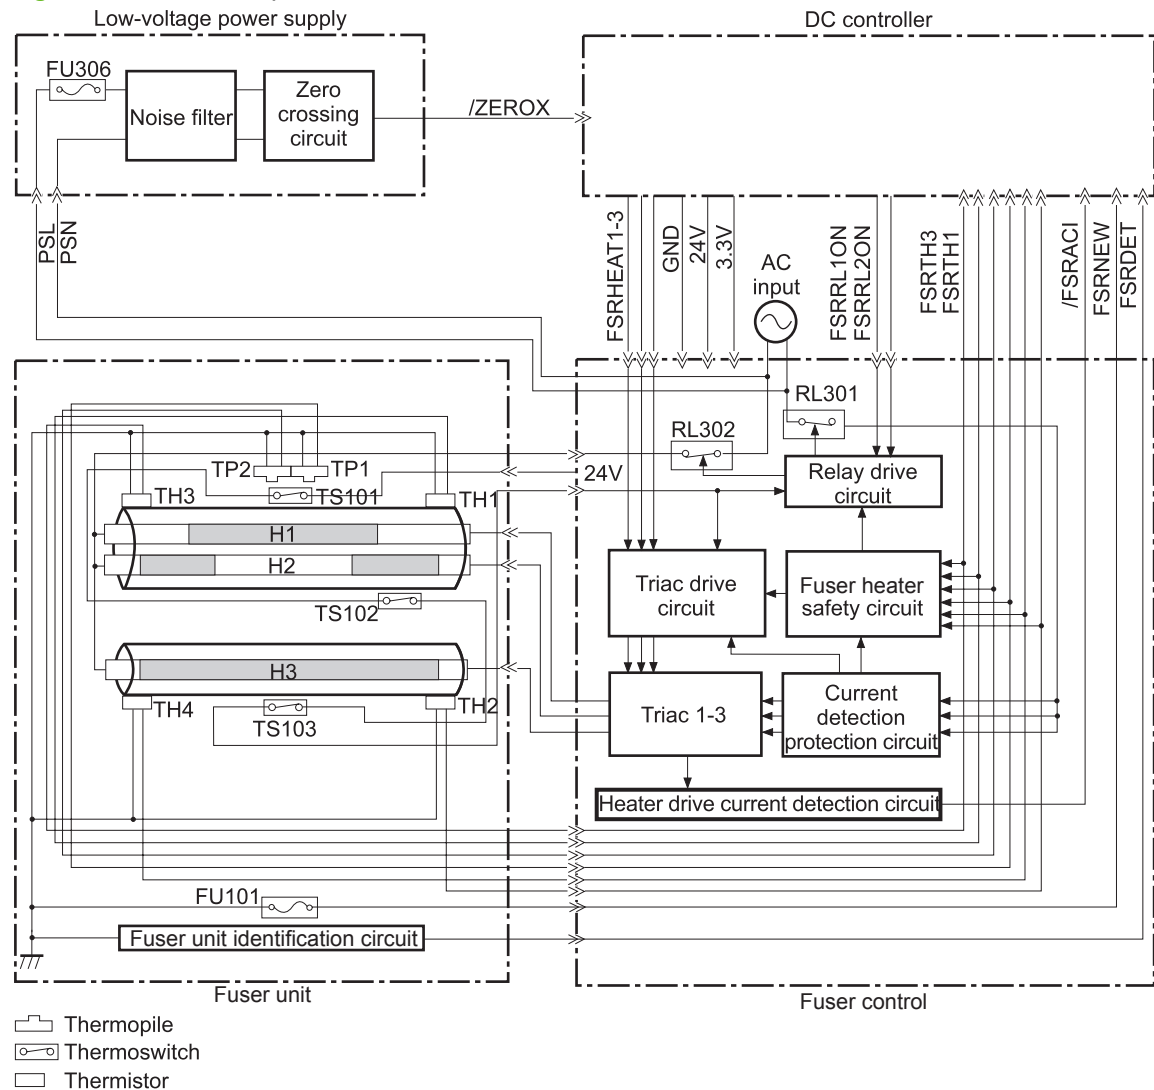 Low-voltage power supply
DC controller
FU306
Noise filter
Zero
crossing
circuit
/ZEROX
PSL
PSN
FSRHEAT1-3
GND
24V
3.3V
AC
input
FSRRL1ON
FSRRL2ON
FSRTH3
FSRTH1
/FSRACI
FSRNEW
FSRDET
RL301
RL302
TP2
TP1
24V
Relay drive
circuit
TH3
TS101
TH1
H1
H2
Triac drive
circuit
Fuser heater
safety circuit
TS102
H3
TH4
TH2
TS103
Triac 1-3
Current
detection
protection circuit
Heater drive current detection circuit
FU101
Fuser unit identification circuit
Fuser unit
Fuser control
Thermopile
Thermoswitch
Thermistor